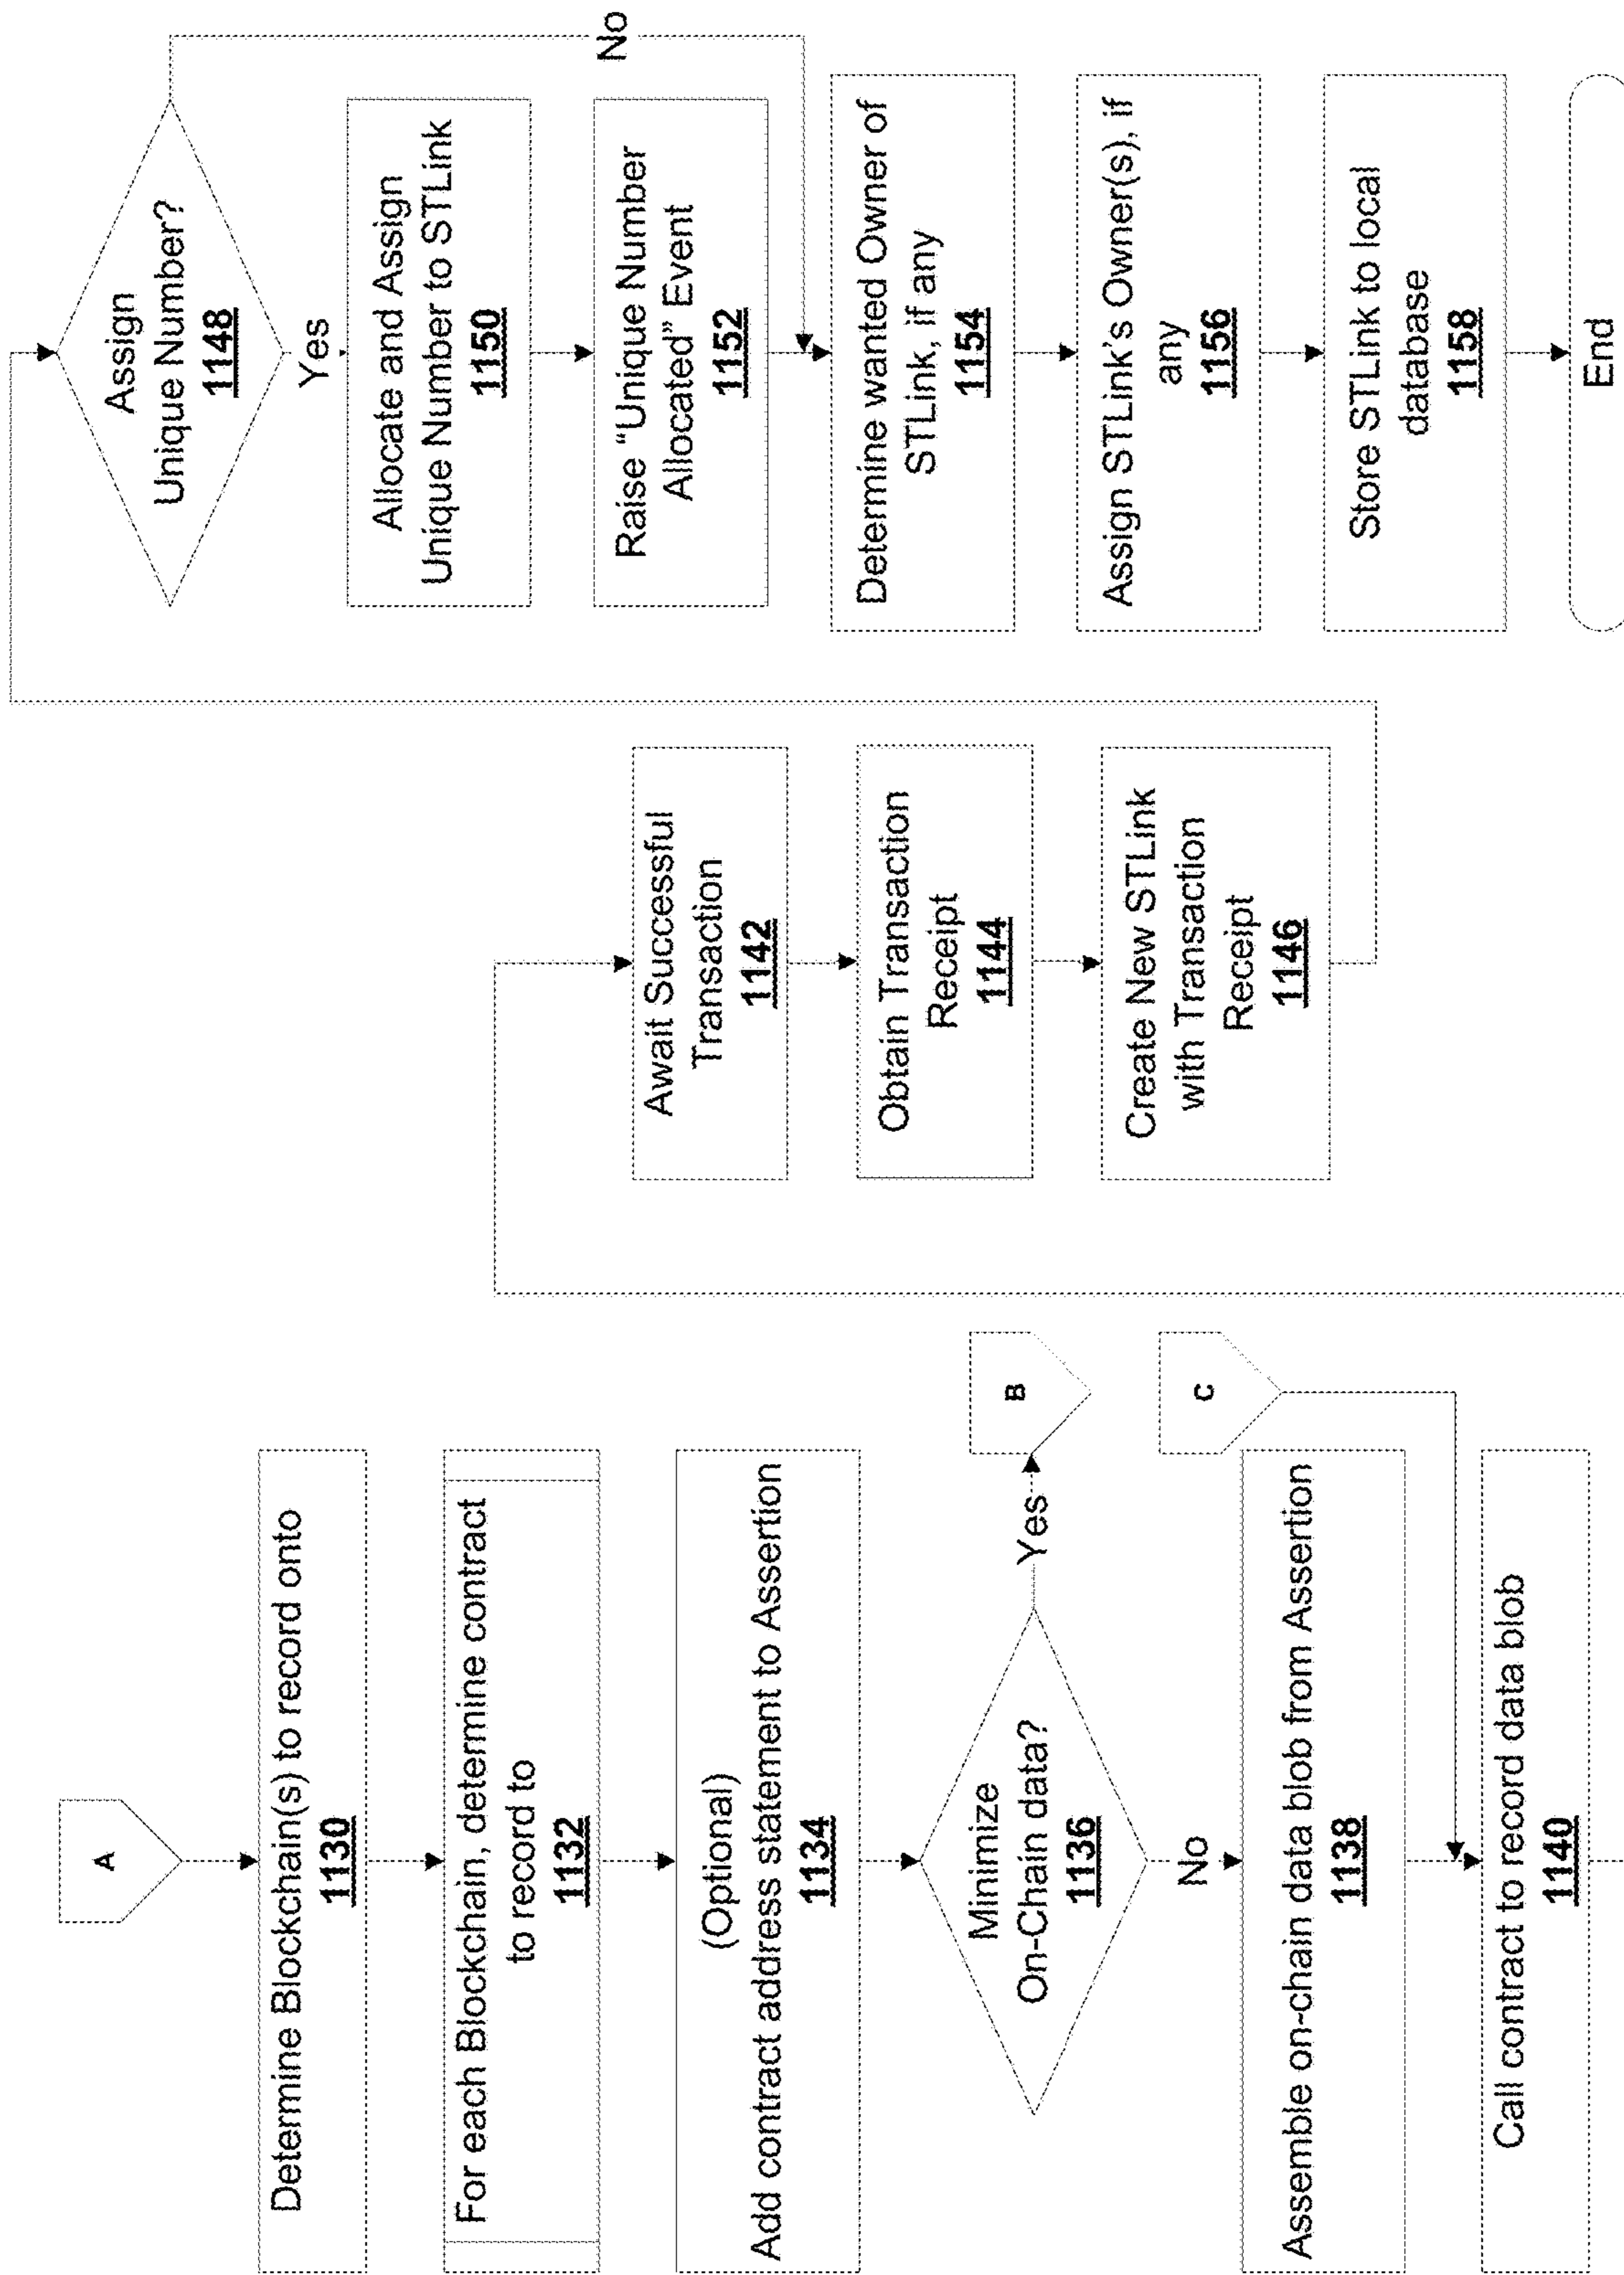 A
Determine Blockchain(s) to record onto
1130
For each Blockchain, determine contract
to record to
1132
(Optional)
Add contract address statement to Assertion
1134
Minimize
On-Chain data?
1136
Yes
B
No
C
Assemble on-chain data blob from Assertion
1138
Call contract to record data blob
1140
Await Successful
Transaction
1142
Obtain Transaction
Receipt
1144
Create New STLink
with Transaction
Receipt
1146
Assign
Unique Number?
1148
No
Yes
Allocate and Assign
Unique Number to STLink
1150
Raise “Unique Number
Allocated” Event
1152
Determine wanted Owner of
STLink, if any
1154
Assign STLink's Owner(s), if
any
1156
Store STLink to local
database
1158
End